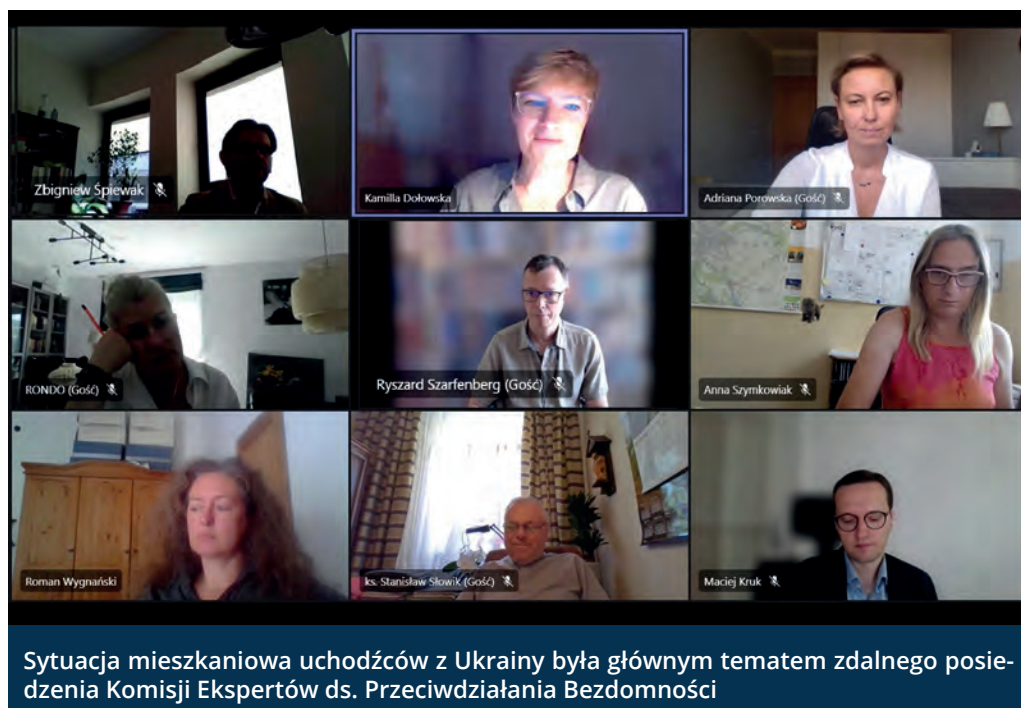 Zbigniew Spiewak
Kamilla Dołowska
Adriana Porowska (Gość)
RONDO (Gość)
Ryszard Szarfenberg (Gość)
Anna Szymkowiak
Roman Wygnański
ks. Stanisław Słowik (Gość)
Maciej Kruk
Sytuacja mieszkaniowa uchodźców z Ukrainy była głównym tematem zdalnego posie-
dzenia Komisji Ekspertów ds. Przeciwdziałania Bezdomności